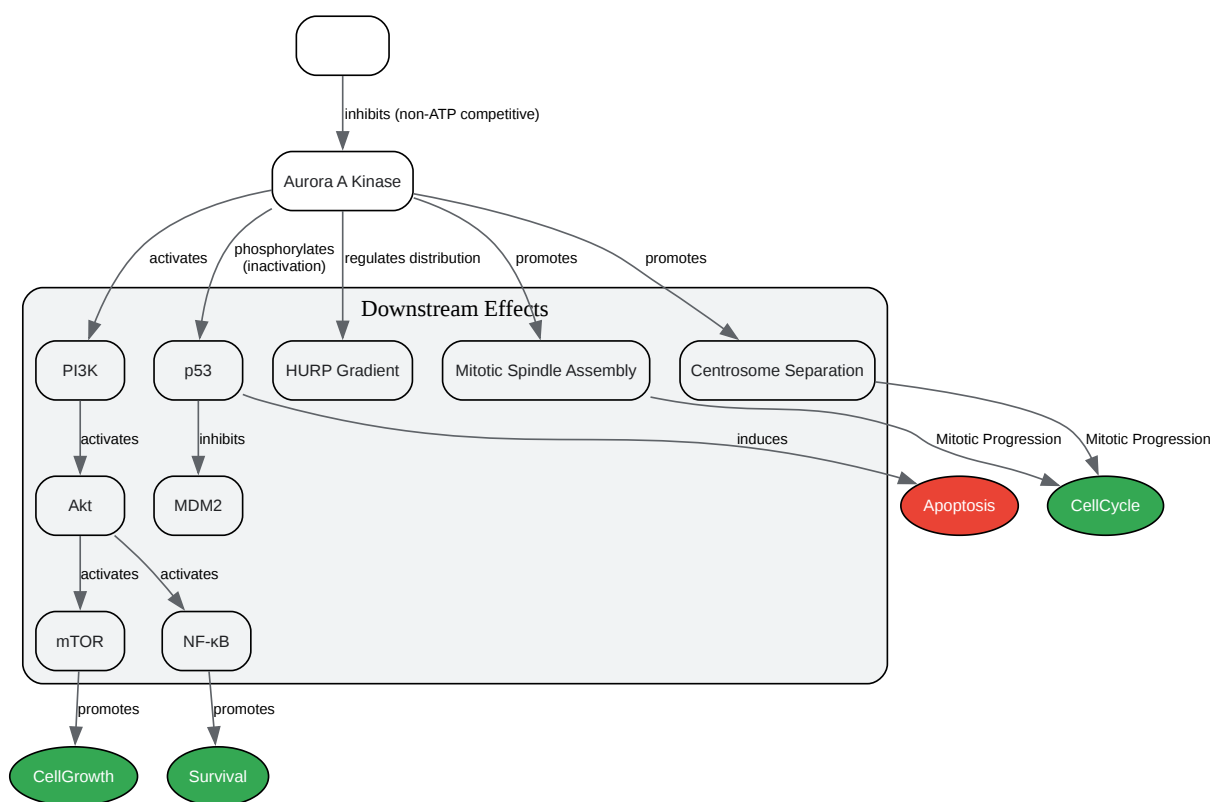 inhibits (non-ATP competitive)
Aurora A Kinase
activates
phosphorylates
(inactivation)
regulates distribution
promotes
promotes
Downstream Effects
PI3K
p53
HURP Gradient
Mitotic Spindle Assembly
Centrosome Separation
activates
inhibits
induces
Mitotic Progression
Mitotic Progression
Akt
MDM2
Apoptosis
CellCycle
activates
activates
mTOR
NF-κB
promotes
promotes
CellGrowth
Survival